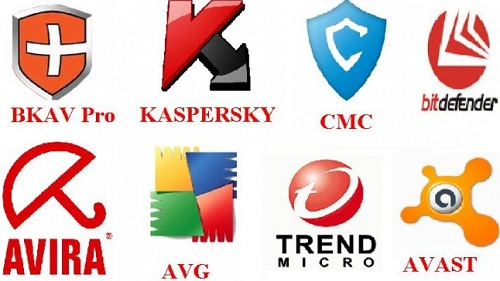 BKAV Pro
KASPERSKY
CMC
bitdefender
AVIRA®
AVG
TREND
MICRO
a
AVAST